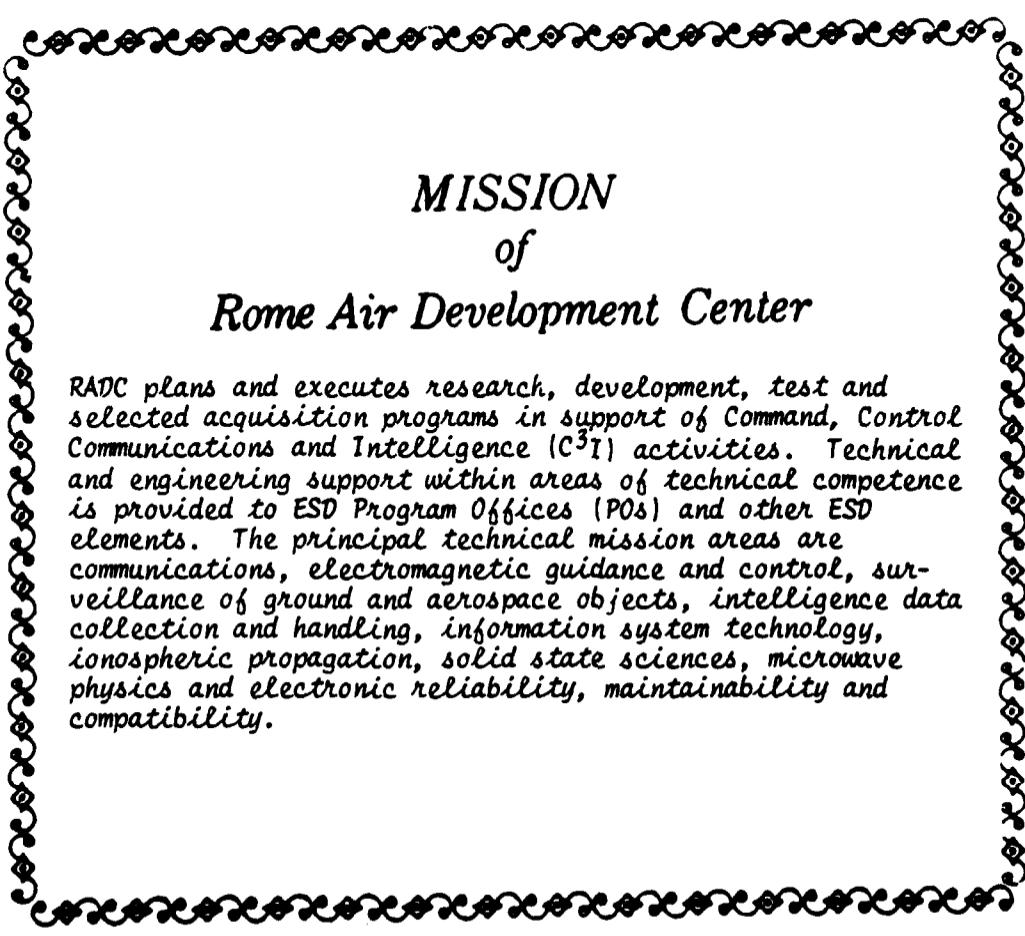 MISSION
of
Rome Air Development Center
RADC plans and executes research, development, test and
selected acquisition programs in support of Command, Control
Communications and Intelligence (C³I) activities. Technical
and engineering support within areas of technical competence
is provided to ESD Program Offices (POs) and other ESD
elements. The principal technical mission areas are
communications, electromagnetic guidance and control, sur-
veillance of ground and aerospace objects, intelligence data
collection and handling, information system technology,
ionospheric propagation, solid state sciences, microwave
physics and electronic reliability, maintainability and
compatibility.